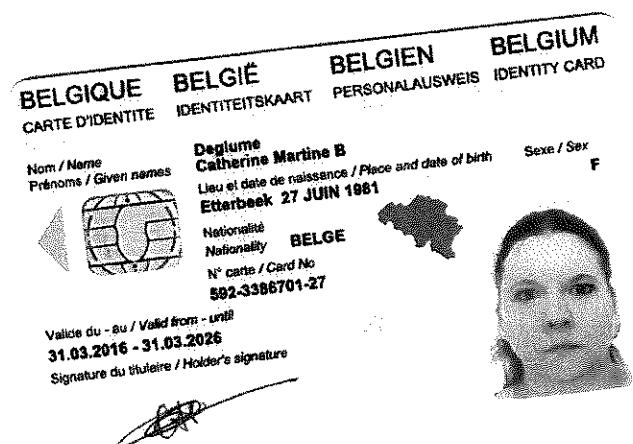 BELGIQUE BELGIË BELGIEN BELGIUM
CARTE D'IDENTITE IDENTITEITSKAART PERSONALAUSWEIS IDENTITY CARD
Nom / Name Deglume
Prénoms / Given names Catherine Martine B
Lieu et date de naissance / Place and date of birth Sexe / Sex
Etterbeek 27 JUIN 1981 F
Nationalité
Nationality BELGE
N° carte / Card No
592-3386701-27
Valide du - au / Valid from - until
31.03.2016 - 31.03.2026
Signature du titulaire / Holder's signature